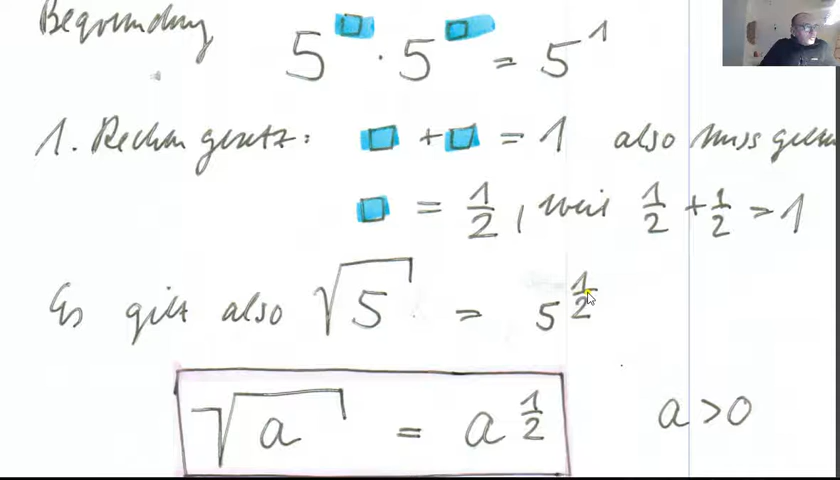 Begründung
5^□ · 5^□ = 5^1
1. Rechengesetz: □ + □ = 1 also muss gelten
□ = 1/2, weil 1/2 + 1/2 = 1
Es gilt also √5 = 5^(1/2)
√a = a^(1/2) a > 0